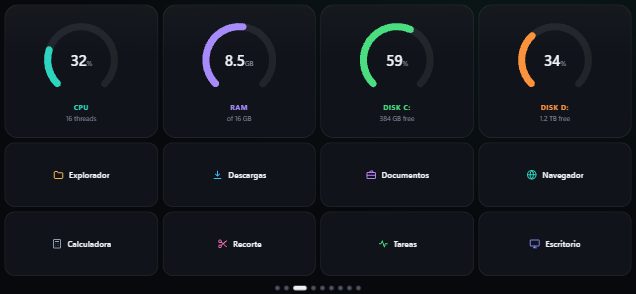 32%
8.5GB
59%
34%
CPU
RAM
DISK C:
DISK D:
16 threads
of 16 GB
384 GB free
1.2 TB free
Explorador
Descargas
Documentos
Navegador
Calculadora
Recorte
Tareas
Escritorio